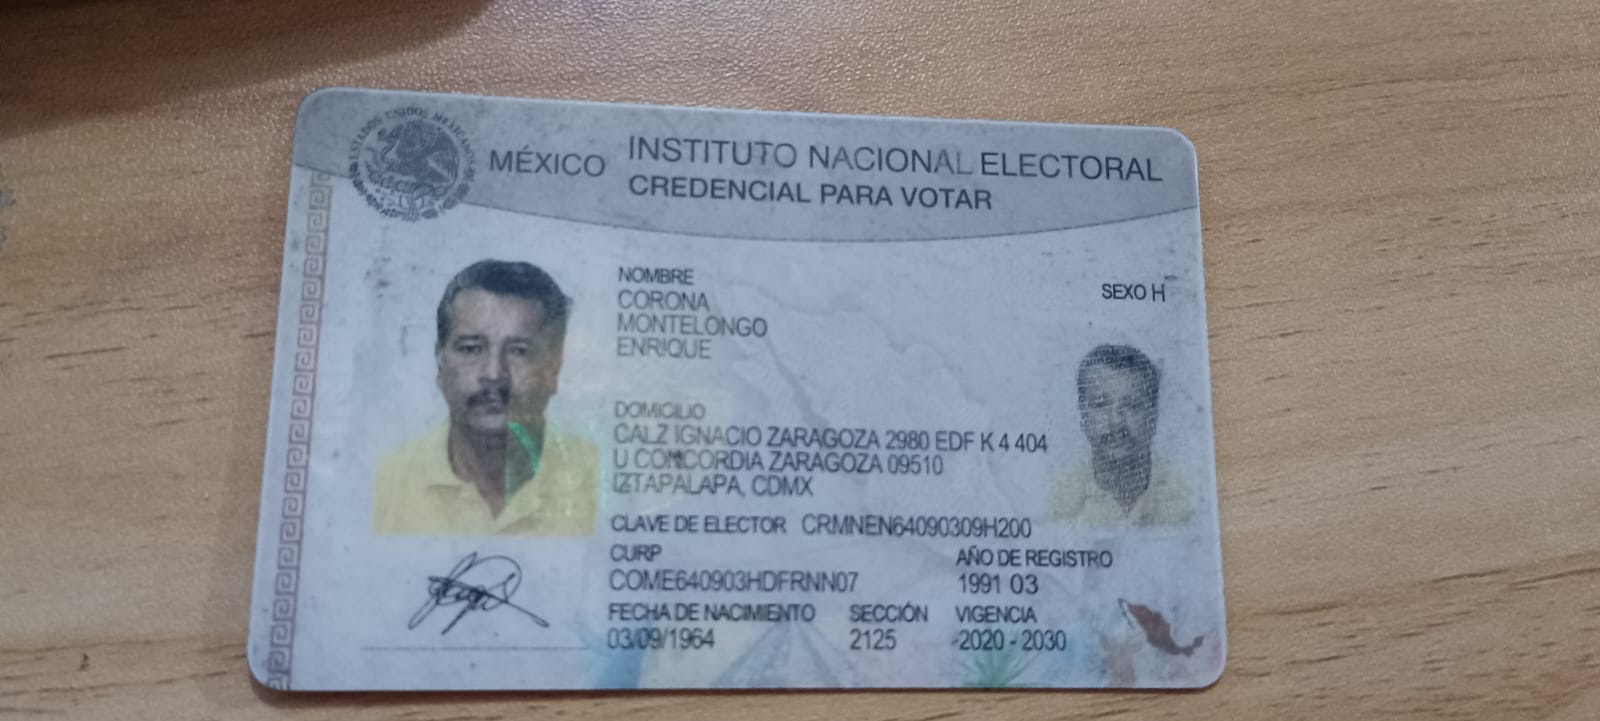 ESTADOS UNIDOS MEXICANOS
MÉXICO
INSTITUTO NACIONAL ELECTORAL
CREDENCIAL PARA VOTAR
NOMBRE
CORONA
MONTELONGO
ENRIQUE
SEXO H
DOMICILIO
CALZ IGNACIO ZARAGOZA 2980 EDF K 4 404
U CONCORDIA ZARAGOZA 09510
IZTAPALAPA, CDMX
CLAVE DE ELECTOR CRMNEN64090309H200
CURP
COME640903HDFRNN07
AÑO DE REGISTRO
1991 03
FECHA DE NACIMIENTO
03/09/1964
SECCIÓN
2125
VIGENCIA
2020 - 2030